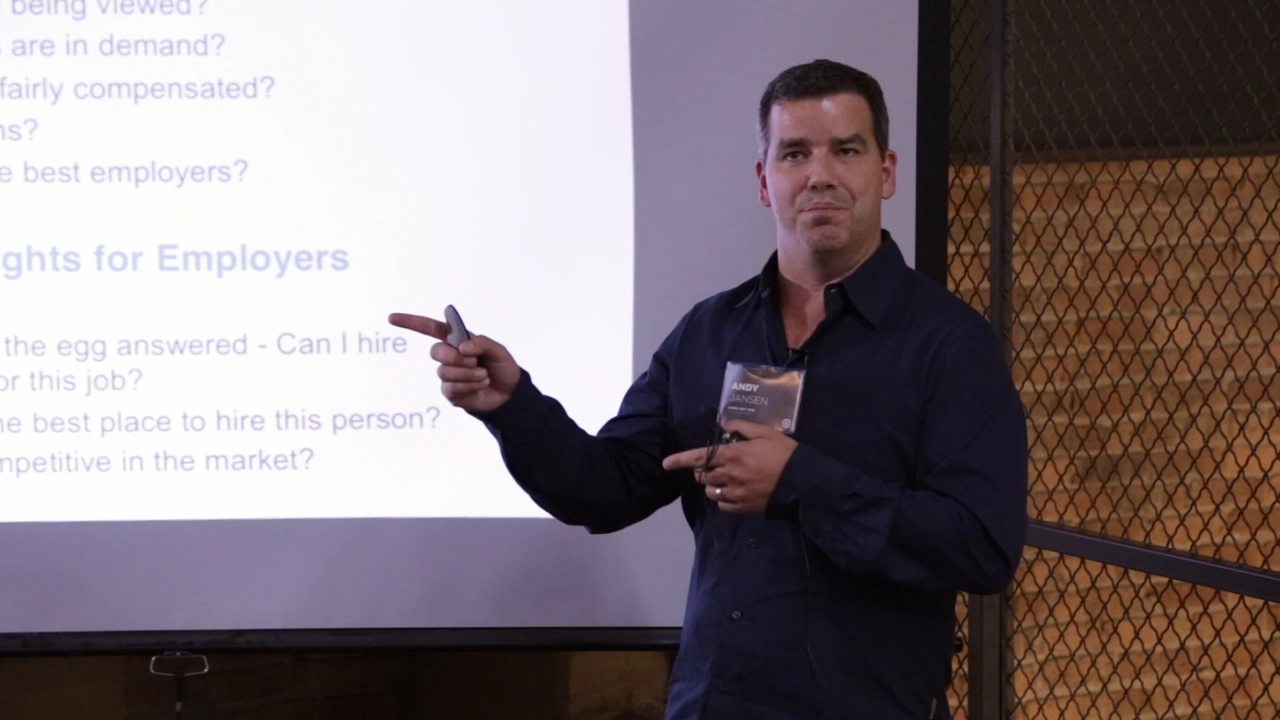 being viewed?
are in demand?
fairly compensated?
ns?
e best employers?
ghts for Employers
the egg answered - Can I hire
or this job?
ne best place to hire this person?
mpetitive in the market?
ANDY
JANSEN